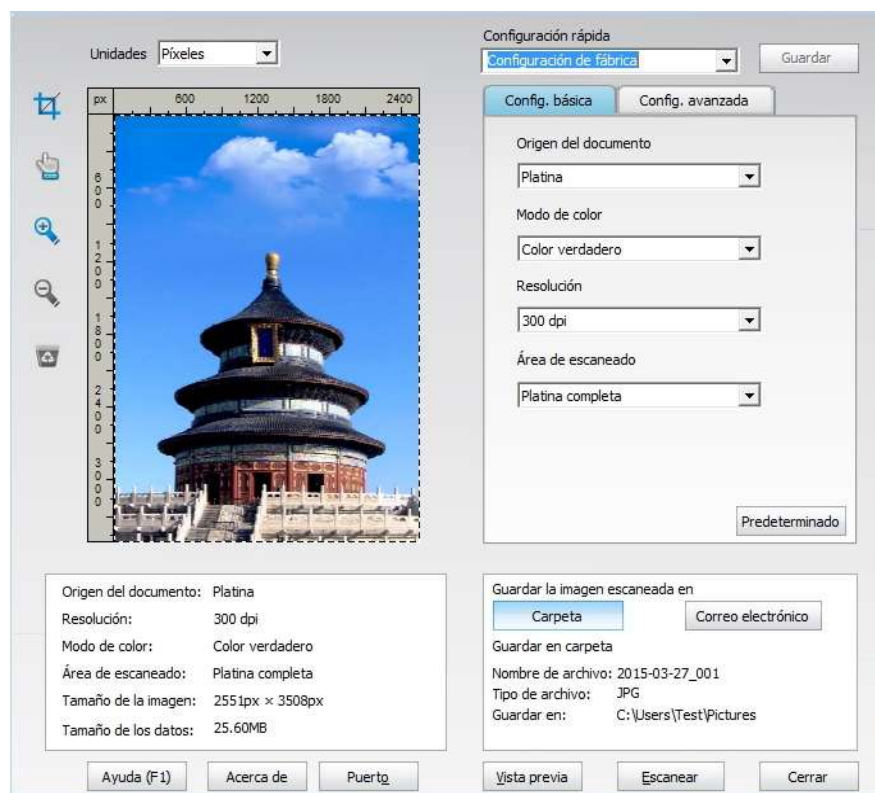 Unidades Píxeles
Configuración rápida
Configuración de fábrica
Guardar
px 600 1200 1800 2400
600
1200
1800
2400
3000
Config. básica Config. avanzada
Origen del documento
Platina
Modo de color
Color verdadero
Resolución
300 dpi
Área de escaneado
Platina completa
Predeterminado
Origen del documento: Platina
Resolución: 300 dpi
Modo de color: Color verdadero
Área de escaneado: Platina completa
Tamaño de la imagen: 2551px × 3508px
Tamaño de los datos: 25.60MB
Guardar la imagen escaneada en
Carpeta Correo electrónico
Guardar en carpeta
Nombre de archivo: 2015-03-27_001
Tipo de archivo: JPG
Guardar en: C:\Users\Test\Pictures
Ayuda (F1) Acerca de Puerto Vista previa Escanear Cerrar